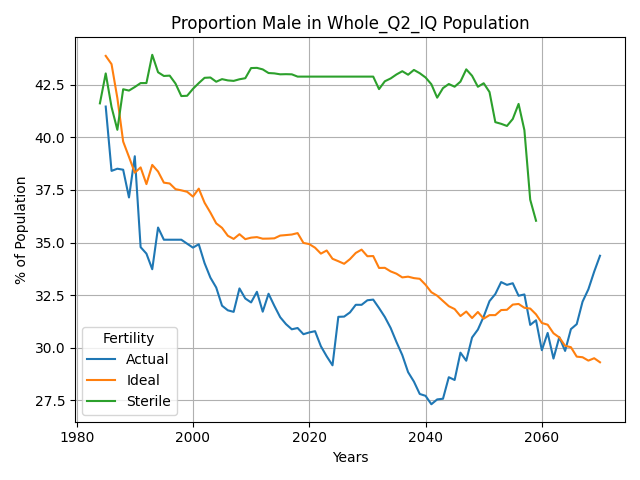 Proportion Male in Whole_Q2_IQ Population
% of Population
42.5
40.0
37.5
35.0
32.5
30.0
27.5
Fertility
Actual
Ideal
Sterile
1980
2000
2020
2040
2060
Years